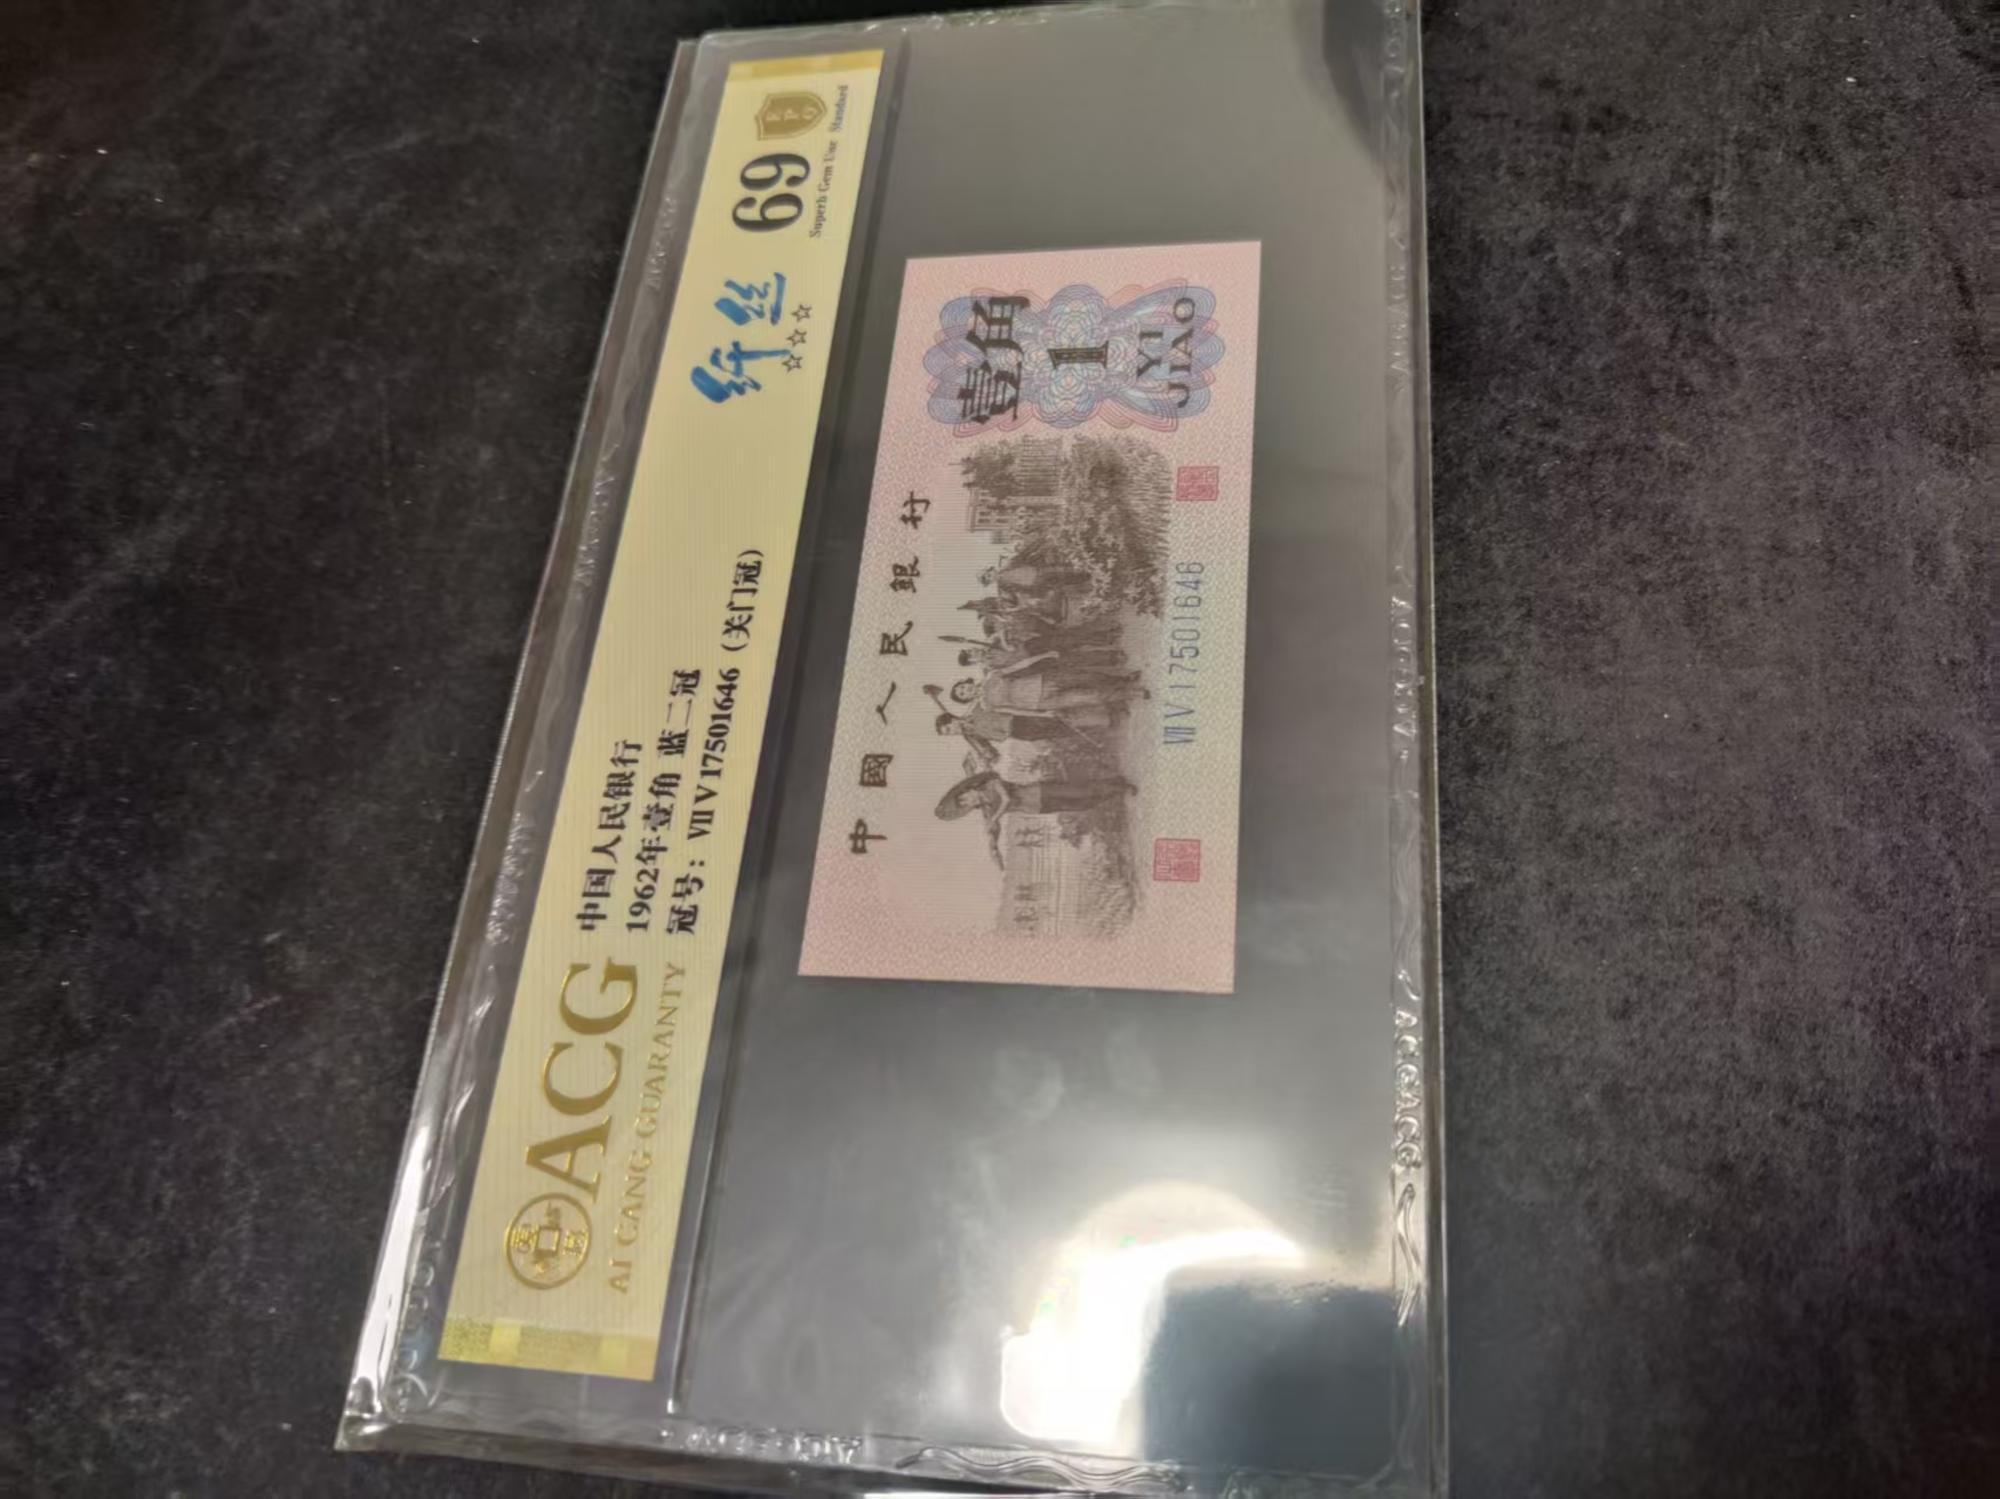 ACG
AI CANG GUARANTY
中国人民银行
1962年壹角 蓝二冠
冠号：VII V 17501646（关门冠）
纤丝
☆☆☆
69
EPQ
Superb Gem Unc Standard
中國人民銀行
壹角
1
YI
JIAO
VII V 17501646
ACG ACG